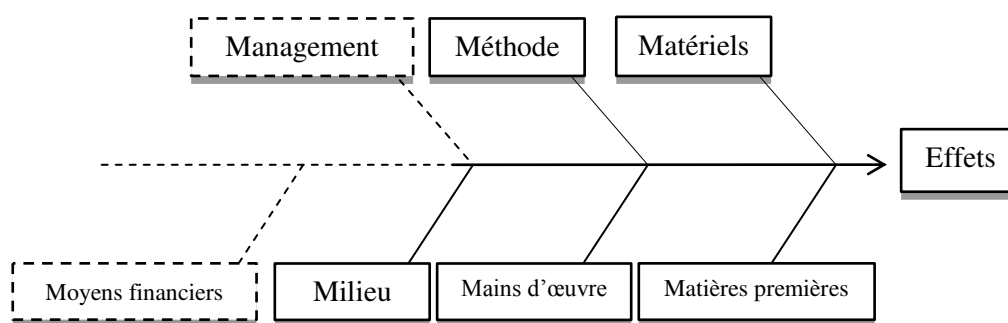 Management
Méthode
Matériels
Effets
Moyens financiers
Milieu
Mains d'œuvre
Matières premières